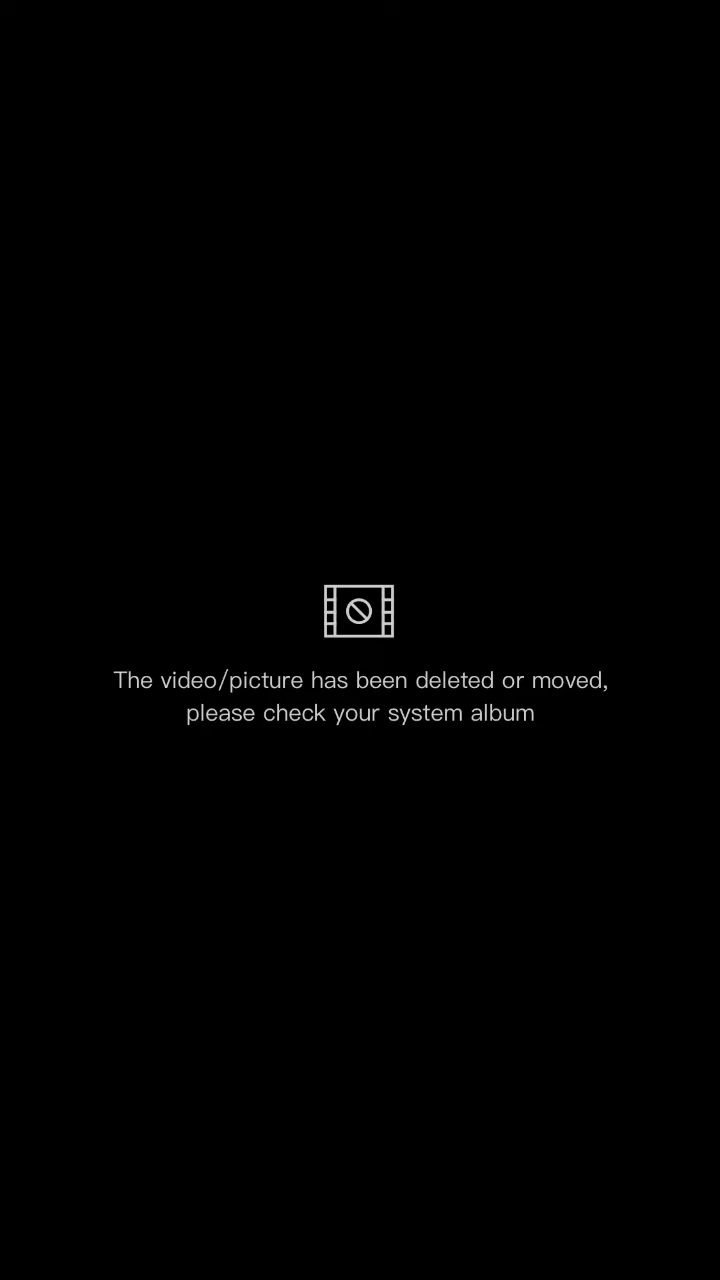 The video/picture has been deleted or moved,
please check your system album